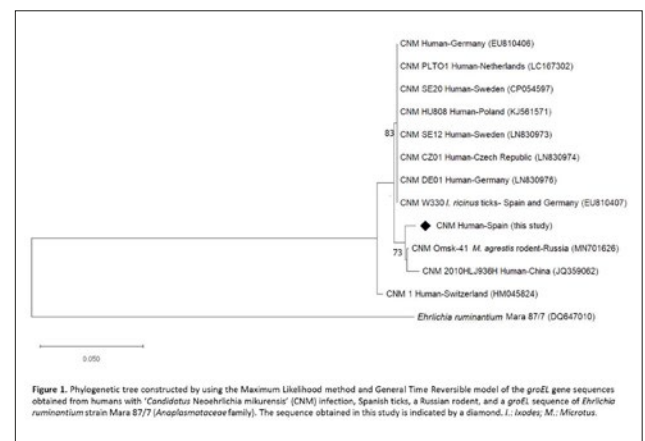 CNM Human-Germany (EU810406)
CNM PLTO1 Human-Netherlands (LC167302)
CNM SE20 Human-Sweden (CP054597)
CNM HU808 Human-Poland (KJ561571)
83
CNM SE12 Human-Sweden (LN830973)
CNM CZ01 Human-Czech Republic (LN830974)
CNM DE01 Human-Germany (LN830976)
CNM W330 I. ricinus ticks- Spain and Germany (EU810407)
CNM Human-Spain (this study)
73
CNM Omsk-41 M. agrestis rodent-Russia (MN701626)
CNM 2010HLJ936H Human-China (JQ359062)
CNM 1 Human-Switzerland (HM045824)
Ehrlichia ruminantium Mara 87/7 (DQ647010)
0.050
Figure 1. Phylogenetic tree constructed by using the Maximum Likelihood method and General Time Reversible model of the groEL gene sequences
obtained from humans with 'Candidatus Neoehrlichia mikurensis' (CNM) infection, Spanish ticks, a Russian rodent, and a groEL sequence of Ehrlichia
ruminantium strain Mara 87/7 (Anaplasmataceae family). The sequence obtained in this study is indicated by a diamond. I.: Ixodes; M.: Microtus.